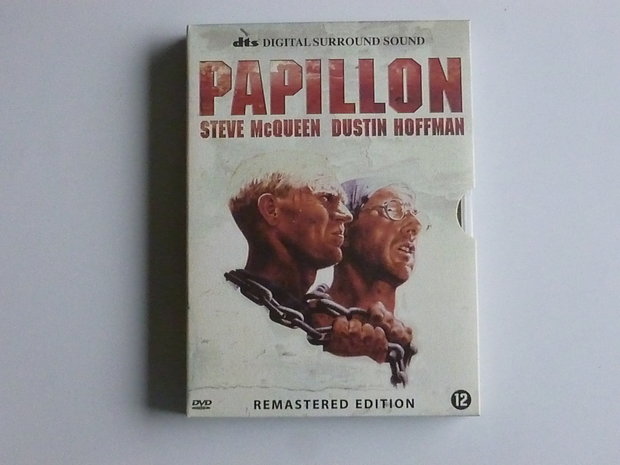 dts DIGITAL SURROUND SOUND
PAPILLON
STEVE McQUEEN DUSTIN HOFFMAN
DVD REMASTERED EDITION 12